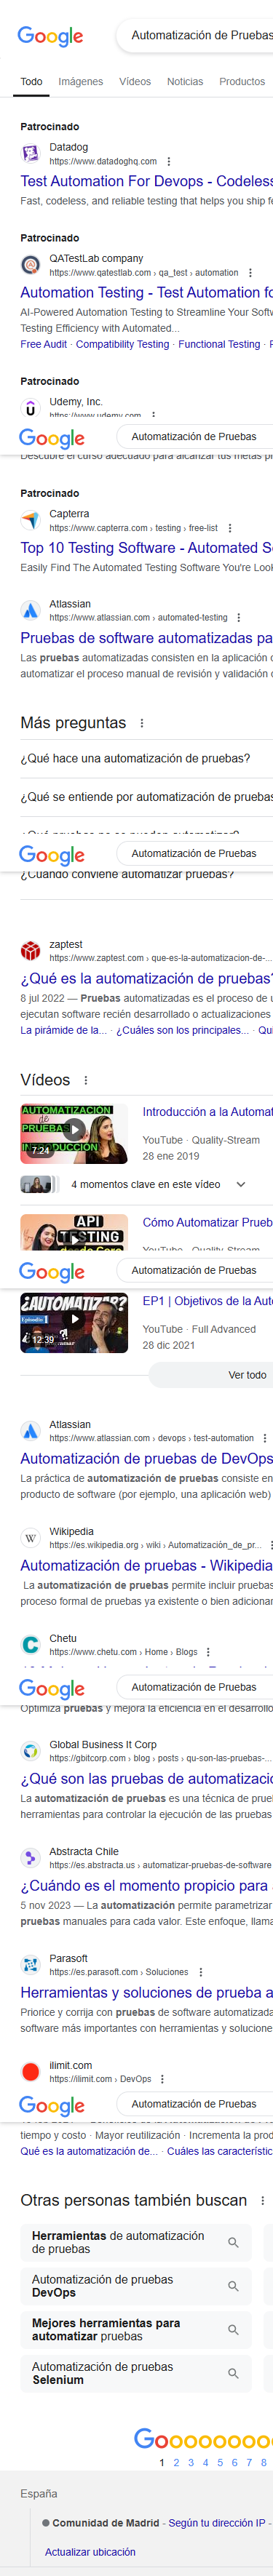 Google
Automatización de Pruebas
Todo Imágenes Vídeos Noticias Productos
Patrocinado
Datadog
https://www.datadoghq.com
Test Automation For Devops - Codeless
Fast, codeless, and reliable testing that helps you ship
Patrocinado
QATestLab company
https://www.qatestlab.com › qa_test › automation
Automation Testing - Test Automation fo
AI-Powered Automation Testing to Streamline Your Softw
Testing Efficiency with Automated...
Free Audit · Compatibility Testing · Functional Testing ·
Patrocinado
Udemy, Inc.
https://www.udemy.com
Google
Automatización de Pruebas
Descubre el curso adecuado para alcanzar tus metas
Patrocinado
Capterra
https://www.capterra.com › testing › free-list
Top 10 Testing Software - Automated S
Easily Find The Automated Testing Software You're Lool
Atlassian
https://www.atlassian.com › automated-testing
Pruebas de software automatizadas pa
Las pruebas automatizadas consisten en la aplicación
automatizar el proceso manual de revisión y validación
Más preguntas
¿Qué hace una automatización de pruebas?
¿Qué se entiende por automatización de pruebas
¿Qué pruebas no se pueden automatizar?
Google
Automatización de Pruebas
¿Cuándo conviene automatizar pruebas?
zaptest
https://www.zaptest.com › que-es-la-automatizacion-de-...
¿Qué es la automatización de pruebas?
8 jul 2022 — Pruebas automatizadas es el proceso de
ejecutan software recién desarrollado o actualizaciones
La pirámide de la... · ¿Cuáles son los principales... · Qu
Vídeos
AUTOMATIZACION
de
PRUEBAS
INTRODUCCIÓN
7:24
Introducción a la Automat
YouTube · Quality-Stream
28 ene 2019
4 momentos clave en este vídeo
API
TESTING
desde Cero
Cómo Automatizar Prueb
YouTube · Quality-Stream
Google
Automatización de Pruebas
¿AUTOMATIZAR?
Episodio 1
12:39
EP1 | Objetivos de la Aut
YouTube · Full Advanced
28 dic 2021
Ver todo
Atlassian
https://www.atlassian.com › devops › test-automation
Automatización de pruebas de DevOps
La práctica de automatización de pruebas consiste en
producto de software (por ejemplo, una aplicación web)
Wikipedia
https://es.wikipedia.org › wiki › Automatización_de_pr...
Automatización de pruebas - Wikipedia
La automatización de pruebas permite incluir pruebas
proceso formal de pruebas ya existente o bien adicionar
Chetu
https://www.chetu.com › Home › Blogs
Google
Automatización de Pruebas
Optimiza pruebas y mejora la eficiencia en el desarrollo
Global Business It Corp
https://gbitcorp.com › blog › posts › qu-son-las-pruebas-...
¿Qué son las pruebas de automatizaci
La automatización de pruebas es una técnica de prue
herramientas para controlar la ejecución de las pruebas
Abstracta Chile
https://es.abstracta.us › automatizar-pruebas-de-software
¿Cuándo es el momento propicio para
5 nov 2023 — La automatización permite parametrizar
pruebas manuales para cada valor. Este enfoque, llama
Parasoft
https://es.parasoft.com › Soluciones
Herramientas y soluciones de prueba a
Priorice y corrija con pruebas de software automatizada
software más importantes con herramientas y solucione
ilimit.com
https://ilimit.com › DevOps
Google
Automatización de Pruebas
tiempo y costo · Mayor reutilización · Incrementa la prod
Qué es la automatización de... · Cuáles las característic
Otras personas también buscan
Herramientas de automatización
de pruebas
Automatización de pruebas
DevOps
Mejores herramientas para
automatizar pruebas
Automatización de pruebas
Selenium
Goooooooooo
1 2 3 4 5 6 7 8
España
Comunidad de Madrid - Según tu dirección IP -
Actualizar ubicación